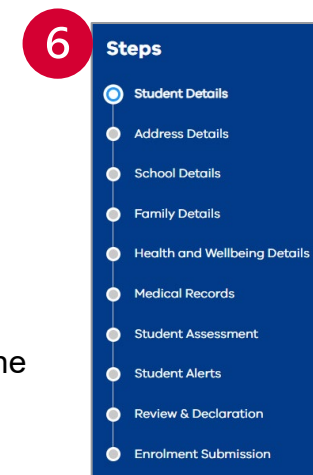 6
Steps
Student Details
Address Details
School Details
Family Details
Health and Wellbeing Details
Medical Records
Student Assessment
Student Alerts
Review & Declaration
Enrolment Submission